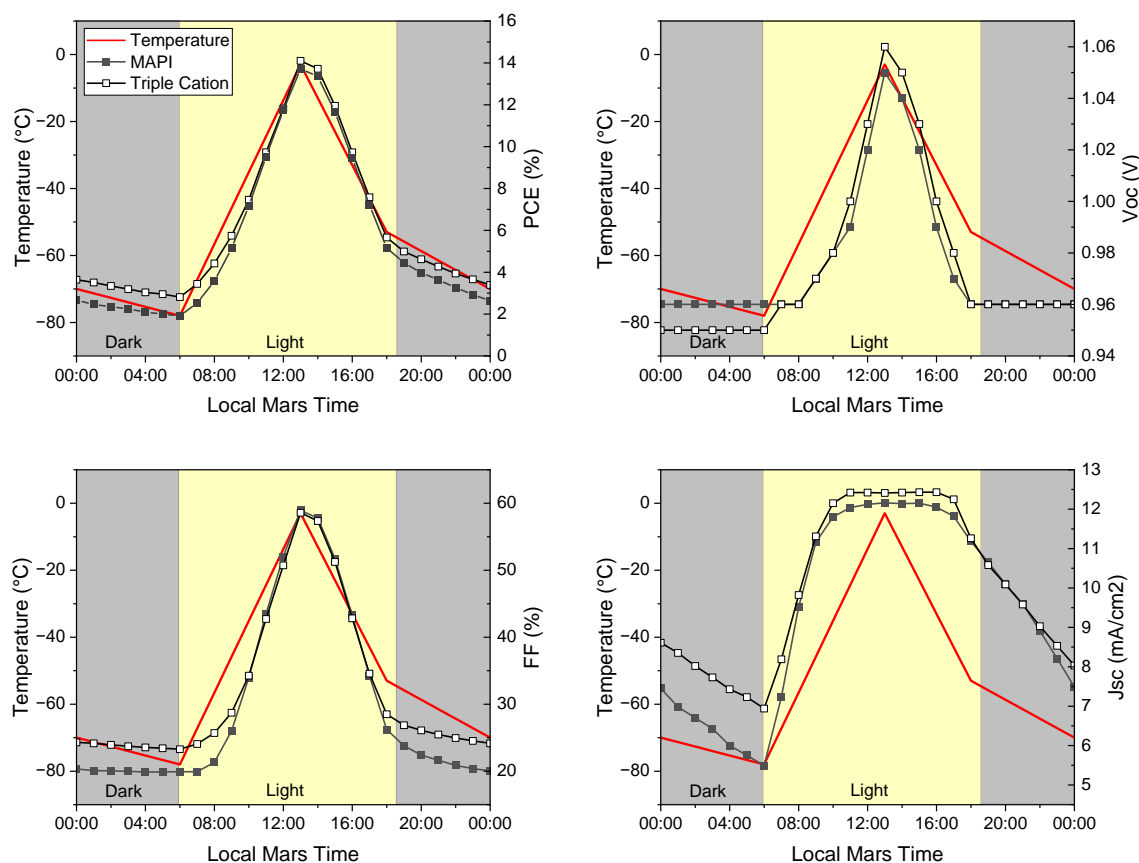 Temperature
MAPI
Triple Cation
0
−20
−40
−60
−80
Temperature (°C)
16
14
12
10
8
6
4
2
0
PCE (%)
Dark
Light
00:00 04:00 08:00 12:00 16:00 20:00 00:00
Local Mars Time
0
−20
−40
−60
−80
Temperature (°C)
1.06
1.04
1.02
1.00
0.98
0.96
0.94
Voc (V)
Dark
Light
00:00 04:00 08:00 12:00 16:00 20:00 00:00
Local Mars Time
0
−20
−40
−60
−80
Temperature (°C)
60
50
40
30
20
FF (%)
Dark
Light
00:00 04:00 08:00 12:00 16:00 20:00 00:00
Local Mars Time
0
−20
−40
−60
−80
Temperature (°C)
13
12
11
10
9
8
7
6
5
Jsc (mA/cm2)
Dark
Light
00:00 04:00 08:00 12:00 16:00 20:00 00:00
Local Mars Time